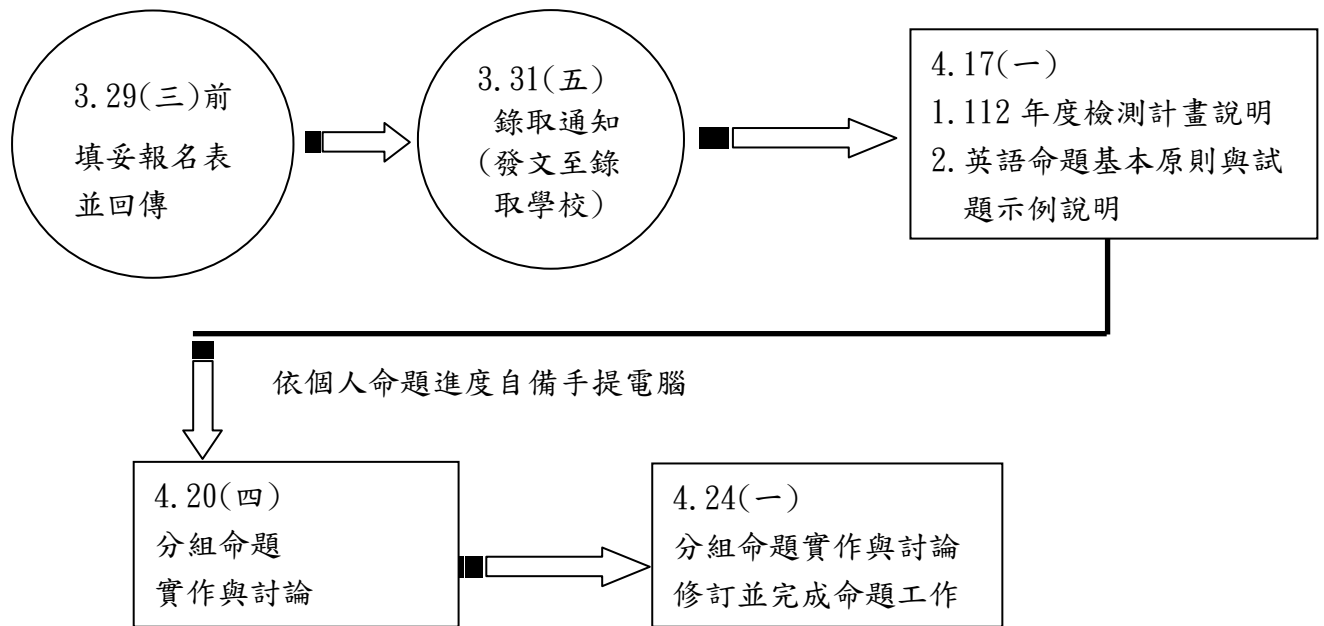 3.29(三)前
填妥報名表
並回傳
3.31(五)
錄取通知
(發文至錄
取學校)
4.17(一)
1.112 年度檢測計畫說明
2.英語命題基本原則與試
題示例說明
依個人命題進度自備手提電腦
4.20(四)
分組命題
實作與討論
4.24(一)
分組命題實作與討論
修訂並完成命題工作